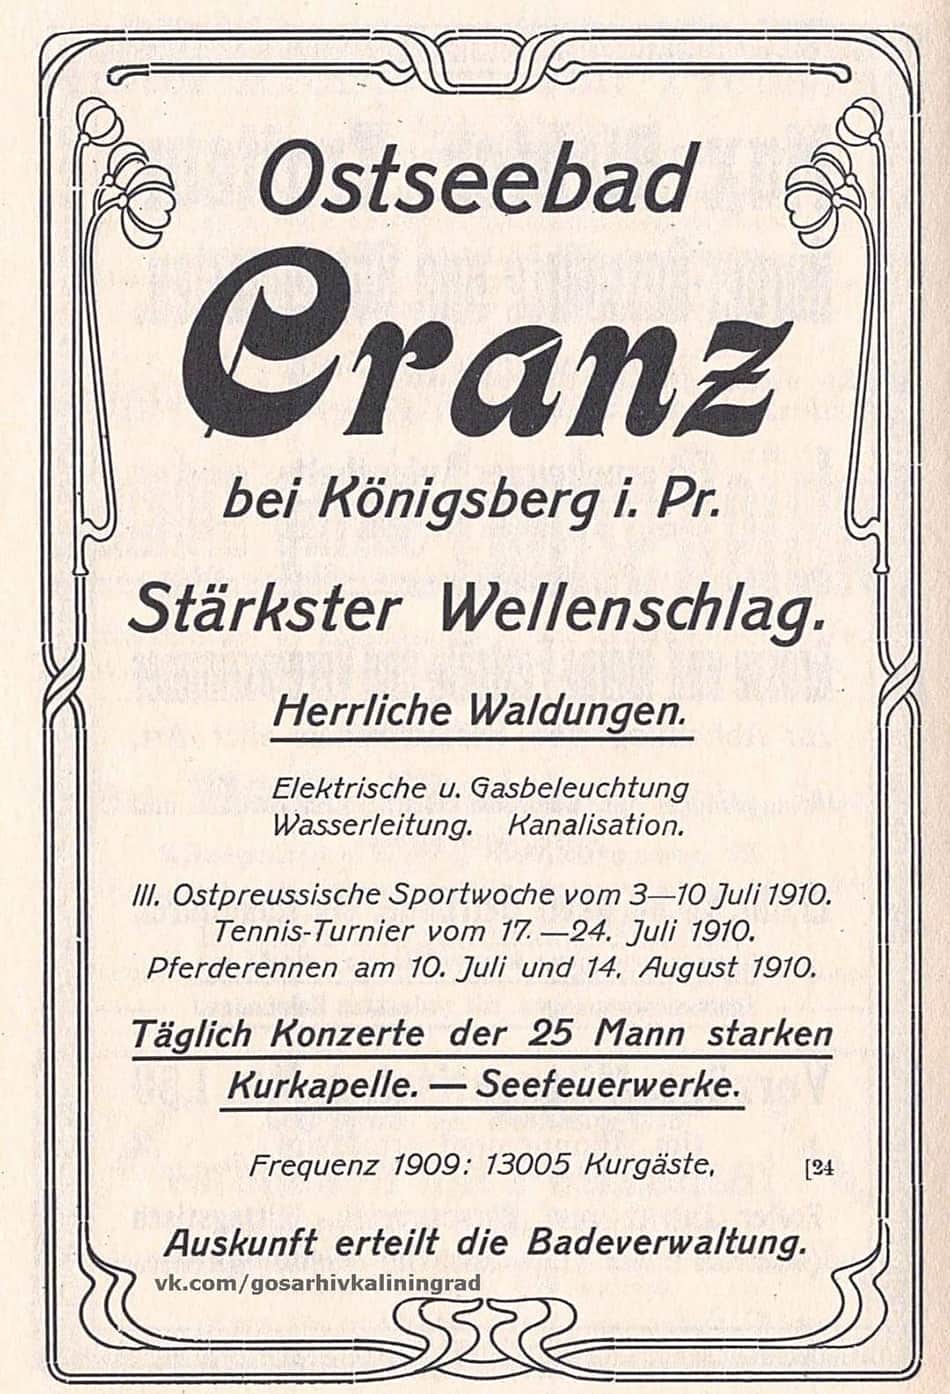 Ostseebad
Cranz
bei Königsberg i. Pr.
Stärkster Wellenschlag.
Herrliche Waldungen.
Elektrische u. Gasbeleuchtung
Wasserleitung. Kanalisation.
III. Ostpreussische Sportwoche vom 3—10 Juli 1910.
Tennis-Turnier vom 17.—24. Juli 1910.
Pferderennen am 10. Juli und 14. August 1910.
Täglich Konzerte der 25 Mann starken
Kurkapelle. — Seefeuerwerke.
Frequenz 1909: 13005 Kurgäste, [24
Auskunft erteilt die Badeverwaltung.
vk.com/gosarhivkaliningrad